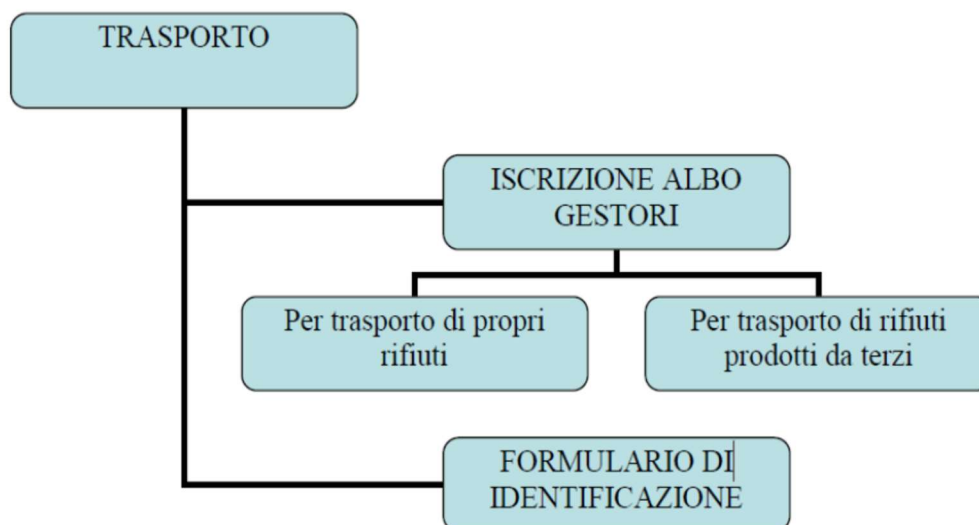 TRASPORTO
ISCRIZIONE ALBO
GESTORI
Per trasporto di propri
rifiuti
Per trasporto di rifiuti
prodotti da terzi
FORMULARIO DI
IDENTIFICAZIONE